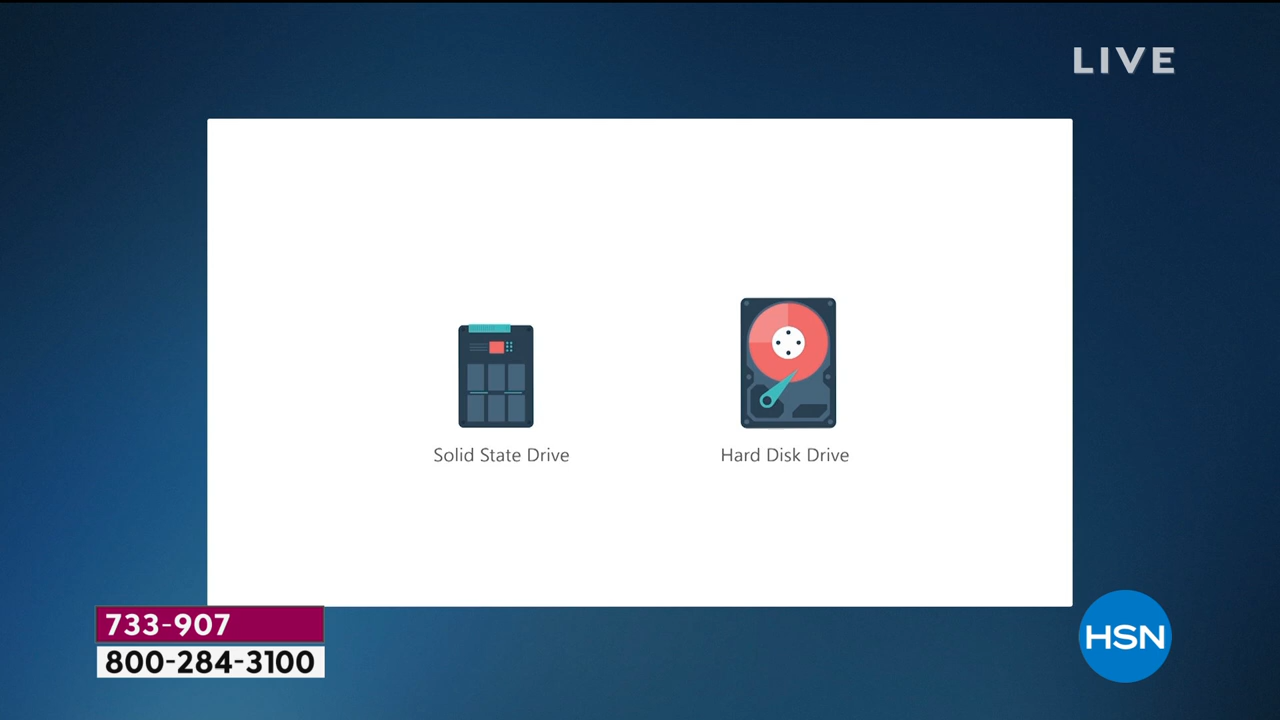 LIVE
Solid State Drive
Hard Disk Drive
733-907
800-284-3100
HSN